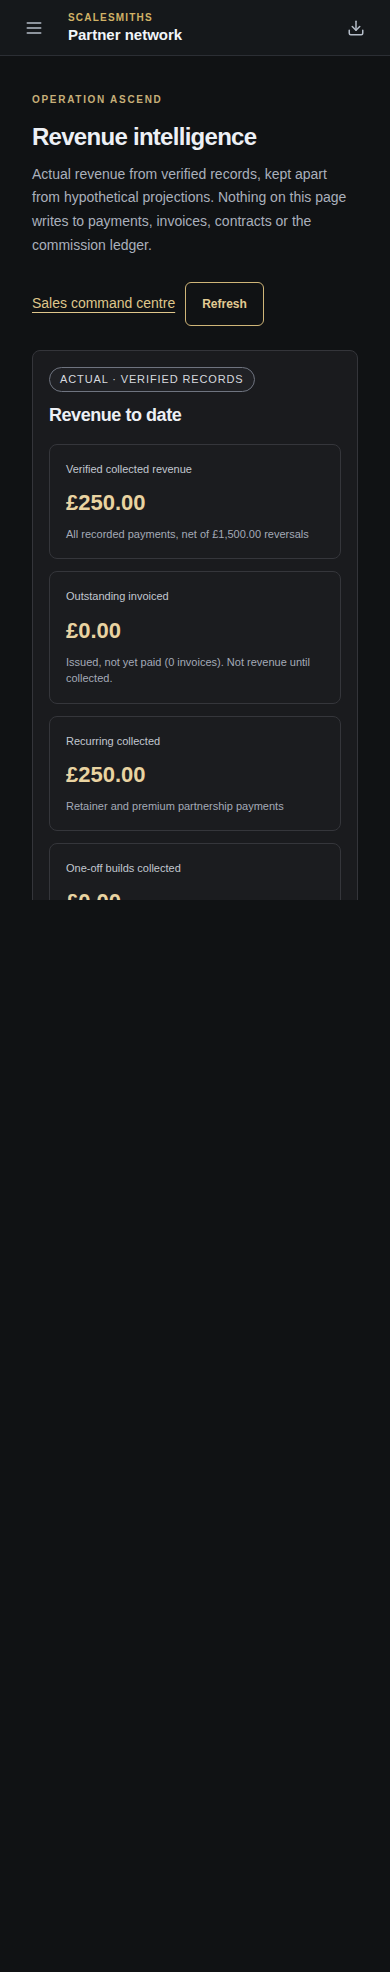 SCALESMITHS
Partner network
OPERATION ASCEND
Revenue intelligence
Actual revenue from verified records, kept apart
from hypothetical projections. Nothing on this page
writes to payments, invoices, contracts or the
commission ledger.
Sales command centre
Refresh
ACTUAL · VERIFIED RECORDS
Revenue to date
Verified collected revenue
£250.00
All recorded payments, net of £1,500.00 reversals
Outstanding invoiced
£0.00
Issued, not yet paid (0 invoices). Not revenue until
collected.
Recurring collected
£250.00
Retainer and premium partnership payments
One-off builds collected
£0.00